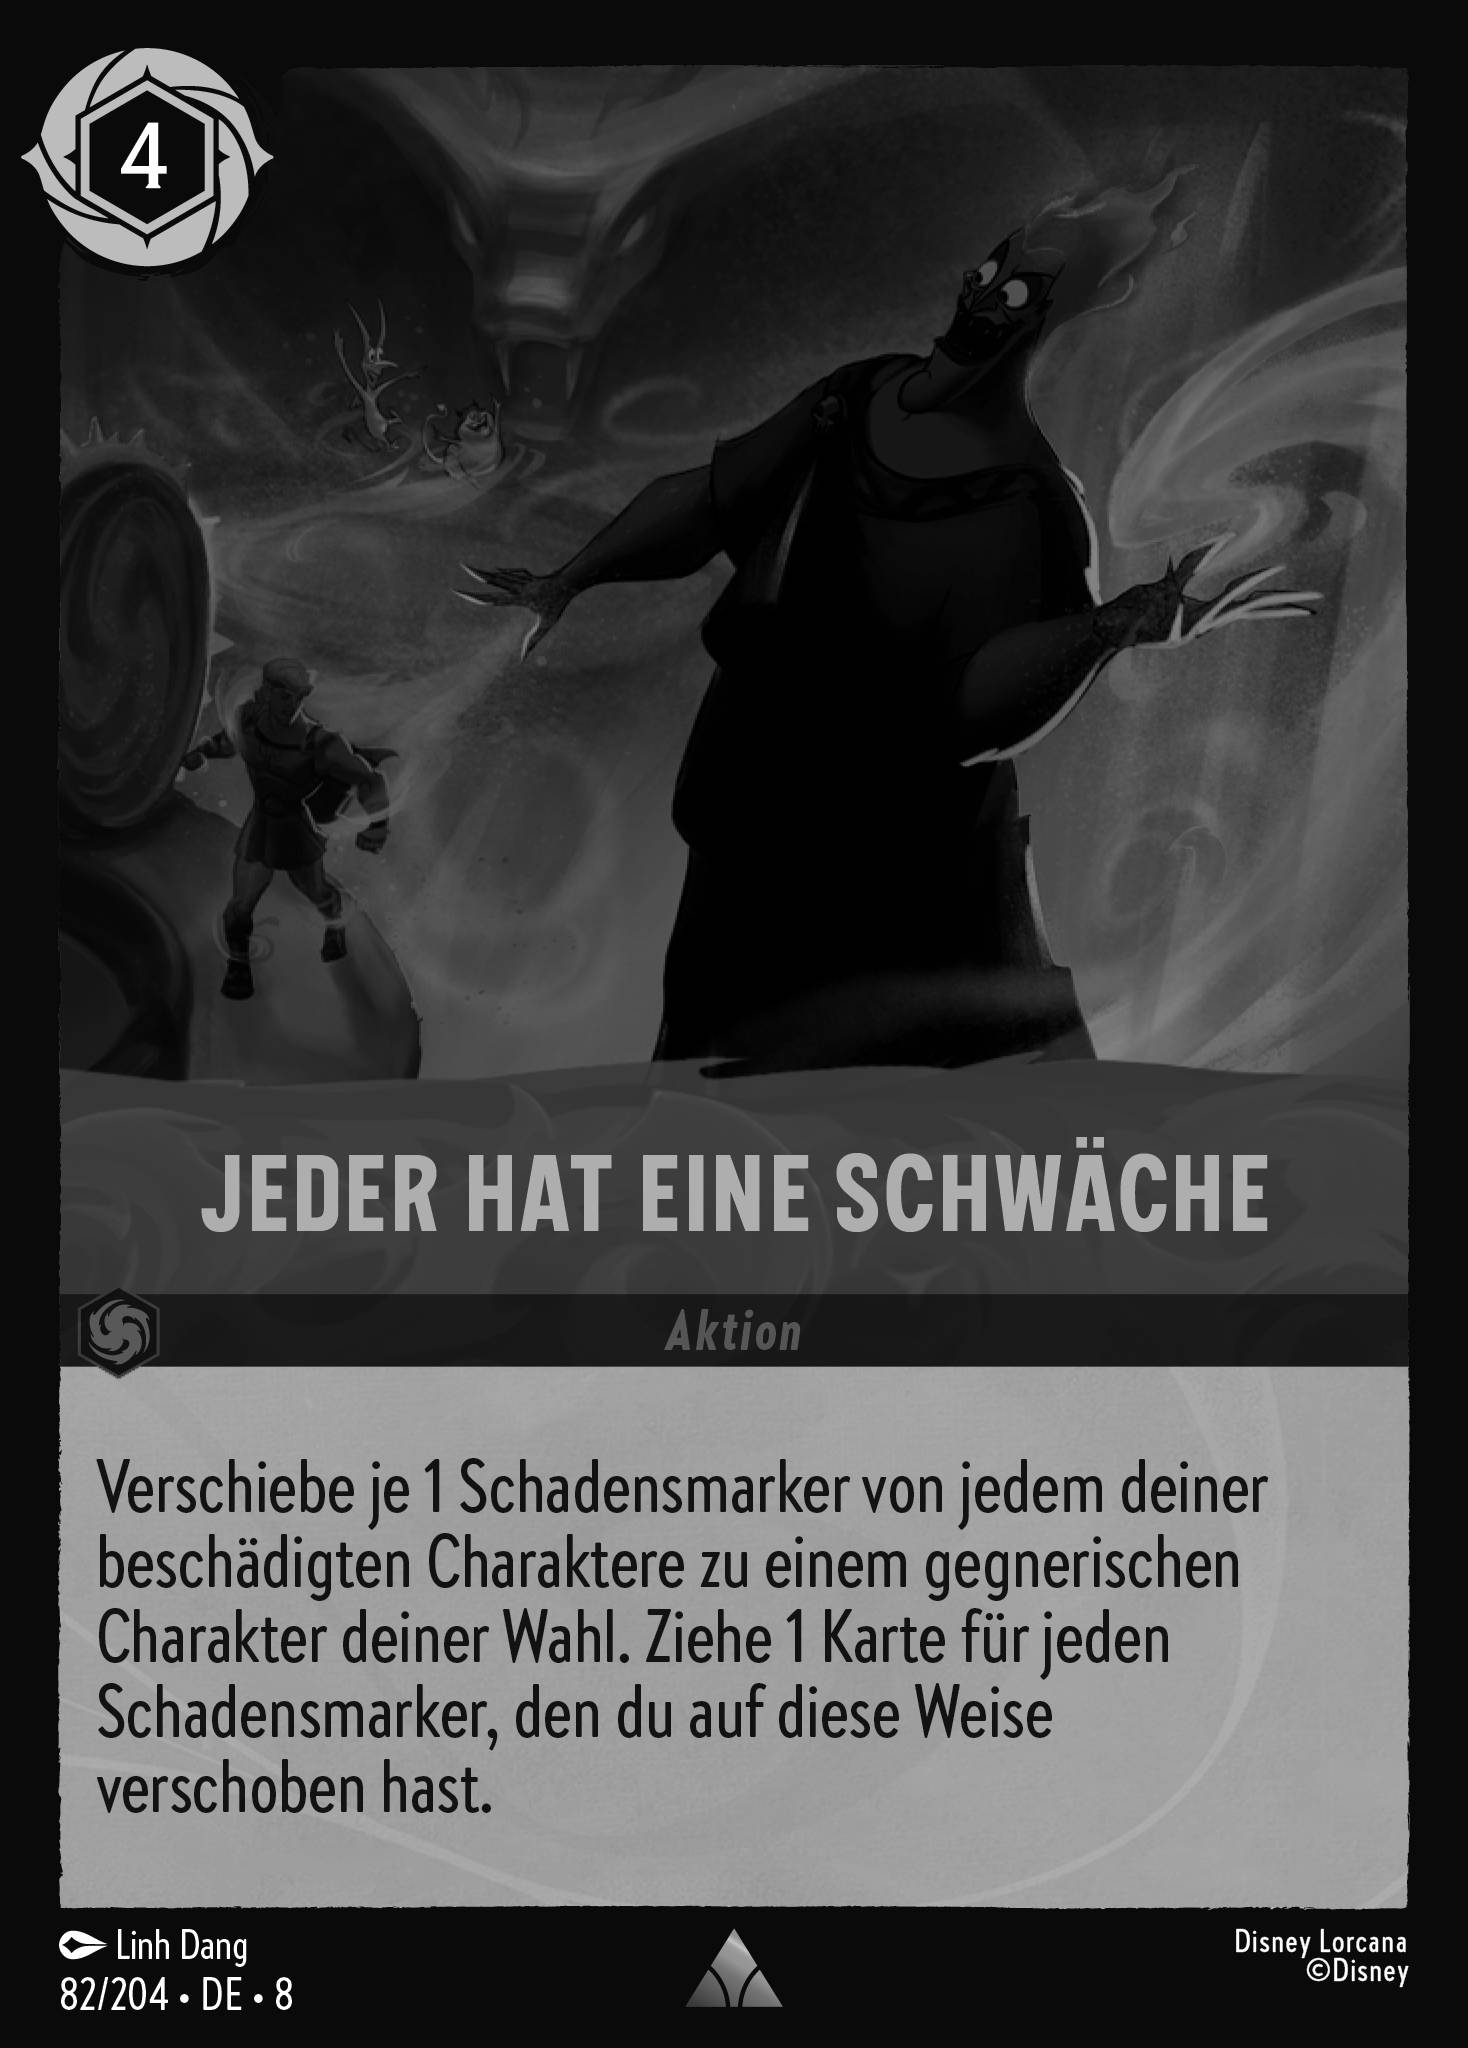 4
JEDER HAT EINE SCHWÄCHE
Aktion
Verschiebe je 1 Schadensmarker von jedem deiner
beschädigten Charaktere zu einem gegnerischen
Charakter deiner Wahl. Ziehe 1 Karte für jeden
Schadensmarker, den du auf diese Weise
verschoben hast.
Linh Dang
82/204 • DE • 8
Disney Lorcana
©Disney